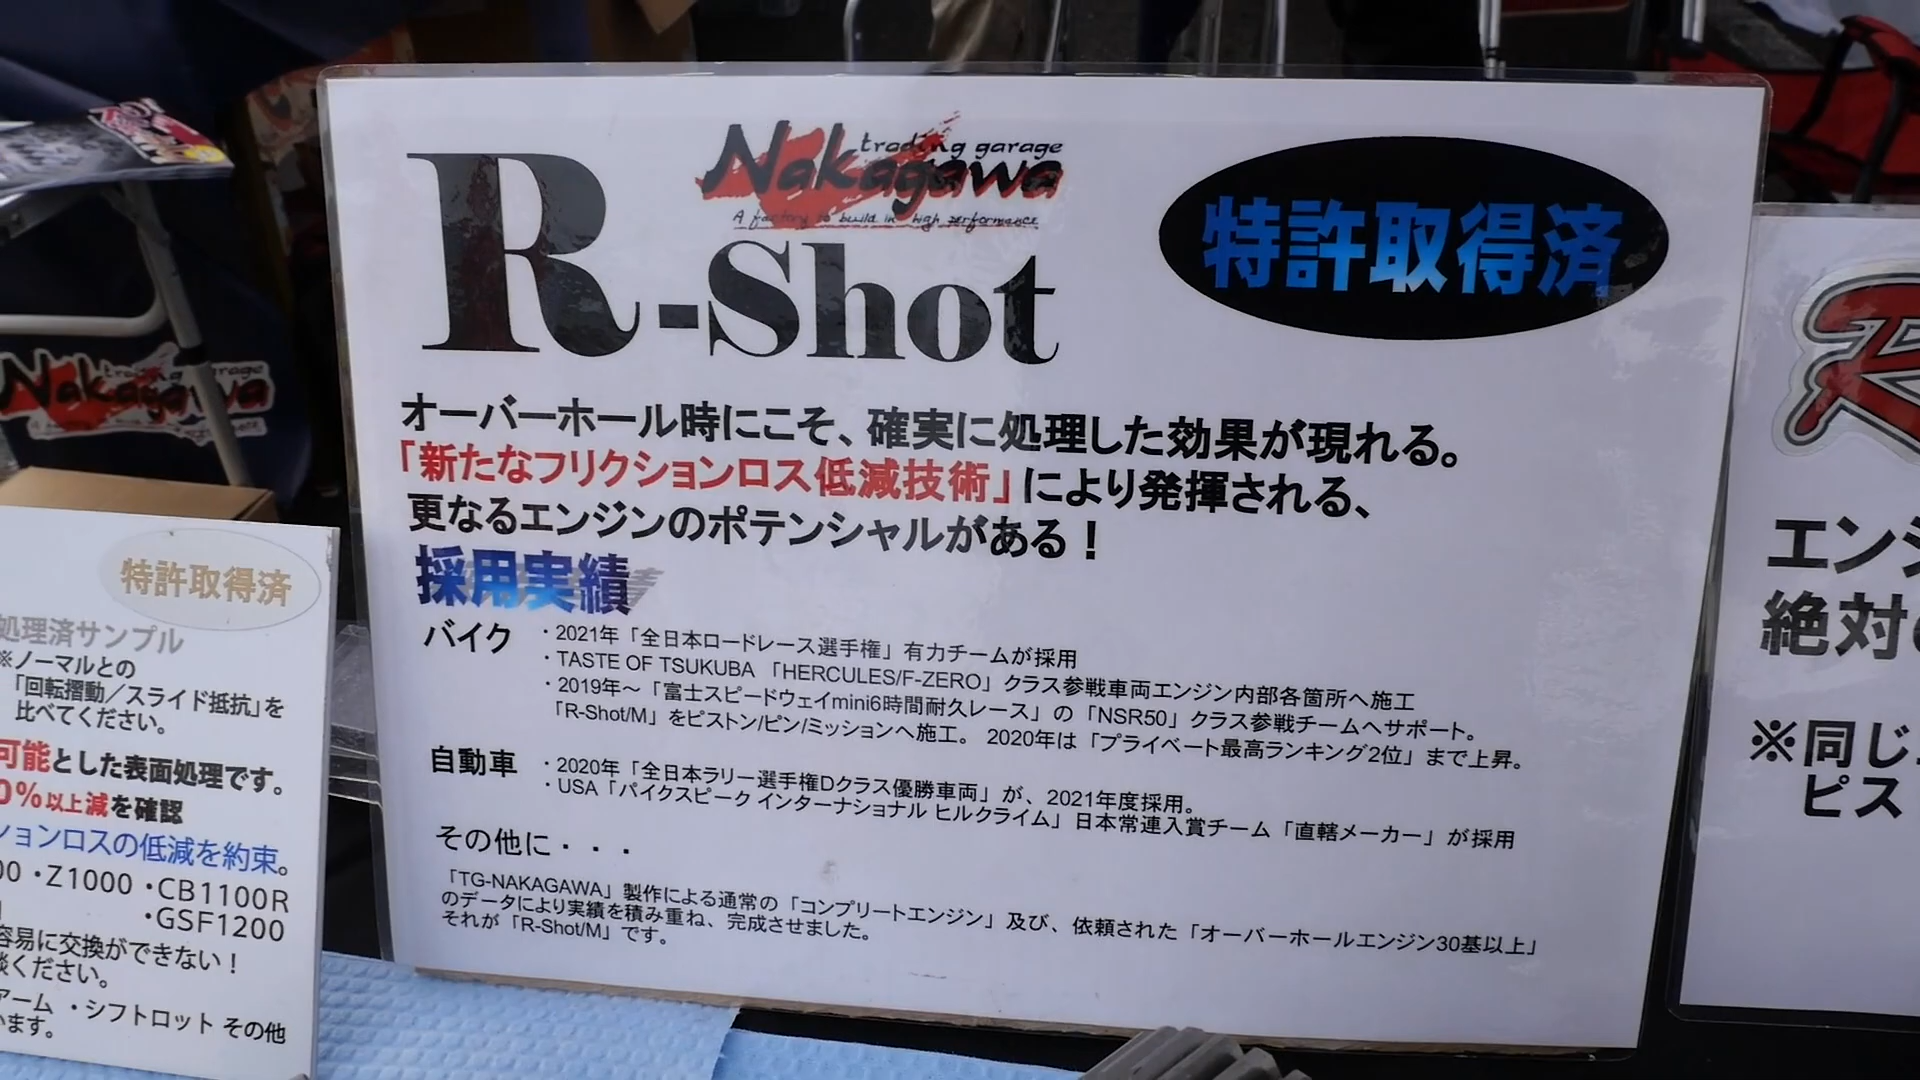 trading garage
Nakagawa
A factory to build in high performance
R-Shot
特許取得済
オーバーホール時にこそ、確実に処理した効果が現れる。
「新たなフリクションロス低減技術」により発揮される、
更なるエンジンのポテンシャルがある！
採用実績
バイク
・2021年「全日本ロードレース選手権」有力チームが採用
・TASTE OF TSUKUBA 「HERCULES/F-ZERO」クラス参戦車両エンジン内部各箇所へ施工
・2019年～「富士スピードウェイmini6時間耐久レース」の「NSR50」クラス参戦チームへサポート。
「R-Shot/M」をピストン/ピン/ミッションへ施工。 2020年は「プライベート最高ランキング2位」まで上昇。
自動車
・2020年「全日本ラリー選手権Dクラス優勝車両」が、2021年度採用。
・USA「パイクスピーク インターナショナル ヒルクライム」日本常連入賞チーム「直轄メーカー」が採用
その他に・・・
「TG-NAKAGAWA」製作による通常の「コンプリートエンジン」及び、依頼された「オーバーホールエンジン30基以上」
のデータにより実績を積み重ね、完成させました。
それが「R-Shot/M」です。
Nakagawa
特許取得済
処理済サンプル
※ノーマルとの
「回転摺動／スライド抵抗」を
比べてください。
可能とした表面処理です。
0％以上減を確認
ションロスの低減を約束。
00 ・Z1000 ・CB1100R
・GSF1200
容易に交換ができない！
談ください。
アーム ・シフトロット その他
います。
R
エンジ
絶対
※同じ
ピス